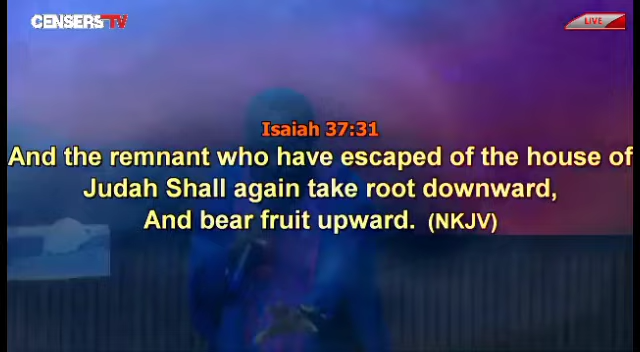 CENSERS TV
LIVE
Isaiah 37:31
And the remnant who have escaped of the house of
Judah Shall again take root downward,
And bear fruit upward. (NKJV)